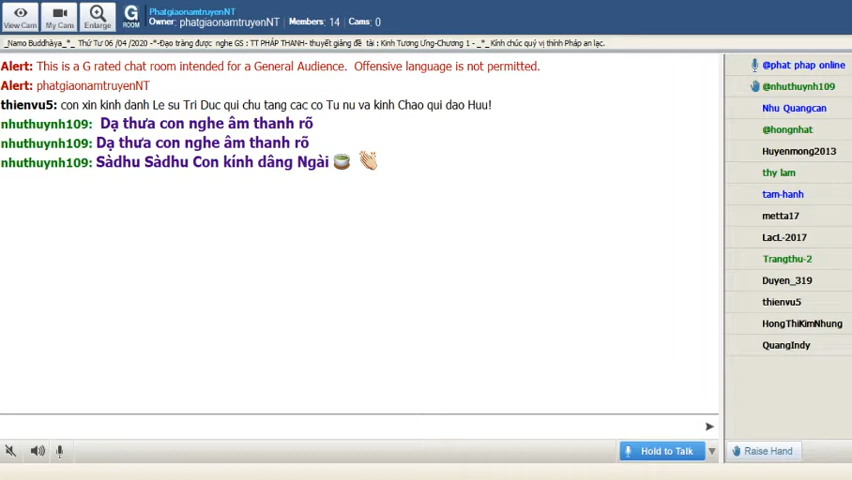 View Cam
My Cam
Enlarge
G
ROOM
PhatgiaonamtruyenNT
Owner: phatgiaonamtruyenNT
Members: 14
Cams: 0
_Namo Buddhàya_*_ Thứ Tư 06 /04 /2020 -*-Đạo tràng được nghe GS : TT PHÁP THANH- thuyết giảng đề tài : Kinh Tương Ưng-Chương 1 - _*_ Kính chúc quý vị thính Pháp an lạc.
Alert: This is a G rated chat room intended for a General Audience. Offensive language is not permitted.
Alert: phatgiaonamtruyenNT
thienvu5: con xin kinh danh Le su Tri Duc qui chu tang cac co Tu nu va kinh Chao qui dao Huu!
nhuthuynh109: Dạ thưa con nghe âm thanh rõ
nhuthuynh109: Dạ thưa con nghe âm thanh rõ
nhuthuynh109: Sàdhu Sàdhu Con kính dâng Ngài
@phat phap online
@nhuthuynh109
Nhu Quangcan
@hongnhat
Huyenmong2013
thy lam
tam-hanh
metta17
LacL-2017
Trangthu-2
Duyen_319
thienvu5
HongThiKimNhung
QuangIndy
Hold to Talk
Raise Hand